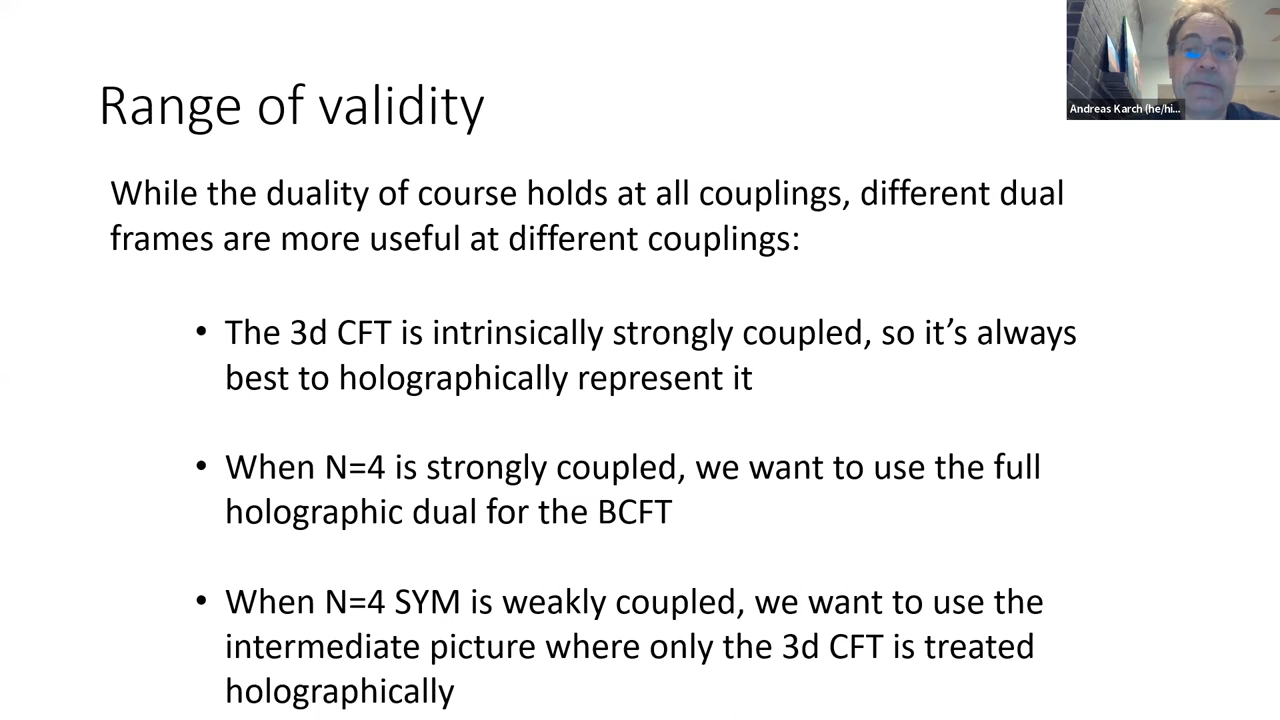 Andreas Karch (he/hi...
Range of validity
While the duality of course holds at all couplings, different dual
frames are more useful at different couplings:
• The 3d CFT is intrinsically strongly coupled, so it’s always
best to holographically represent it
• When N=4 is strongly coupled, we want to use the full
holographic dual for the BCFT
• When N=4 SYM is weakly coupled, we want to use the
intermediate picture where only the 3d CFT is treated
holographically